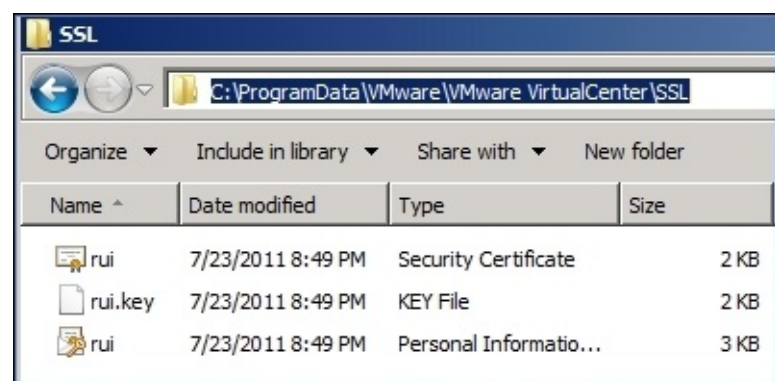 SSL
C:\ProgramData\VMware\VMware VirtualCenter\SSL
Organize Include in library Share with New folder
Name Date modified Type Size
rui 7/23/2011 8:49 PM Security Certificate 2 KB
rui.key 7/23/2011 8:49 PM KEY File 2 KB
rui 7/23/2011 8:49 PM Personal Informatio... 3 KB